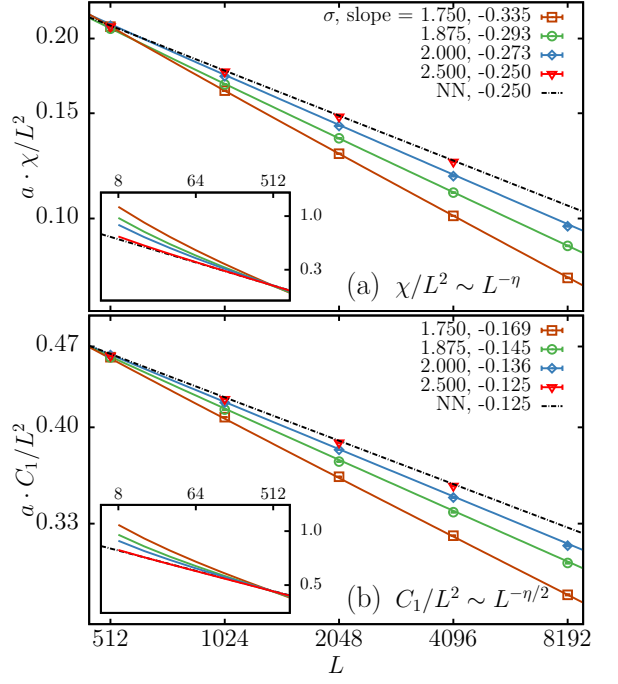 σ, slope = 1.750, -0.335
1.875, -0.293
2.000, -0.273
2.500, -0.250
NN, -0.250
0.20
0.15
0.10
a · χ/L²
8 64 512
1.0
0.3
(a) χ/L² ∼ L^{-η}
1.750, -0.169
1.875, -0.145
2.000, -0.136
2.500, -0.125
NN, -0.125
0.47
0.40
0.33
a · C₁/L²
8 64 512
1.0
0.5
(b) C₁/L² ∼ L^{-η/2}
512 1024 2048 4096 8192
L